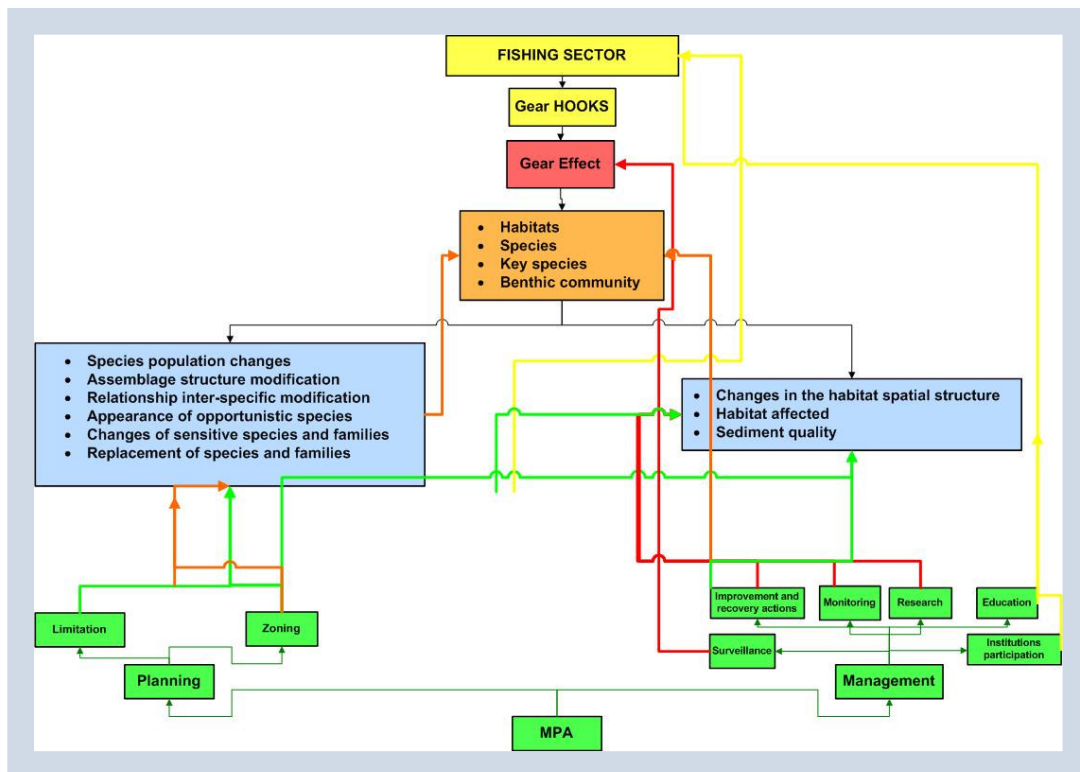 FISHING SECTOR
Gear HOOKS
Gear Effect
• Habitats
• Species
• Key species
• Benthic community
• Species population changes
• Assemblage structure modification
• Relationship inter-specific modification
• Appearance of opportunistic species
• Changes of sensitive species and families
• Replacement of species and families
• Changes in the habitat spatial structure
• Habitat affected
• Sediment quality
Limitation
Zoning
Improvement and
recovery actions
Monitoring
Research
Education
Surveillance
Institutions
participation
Planning
Management
MPA